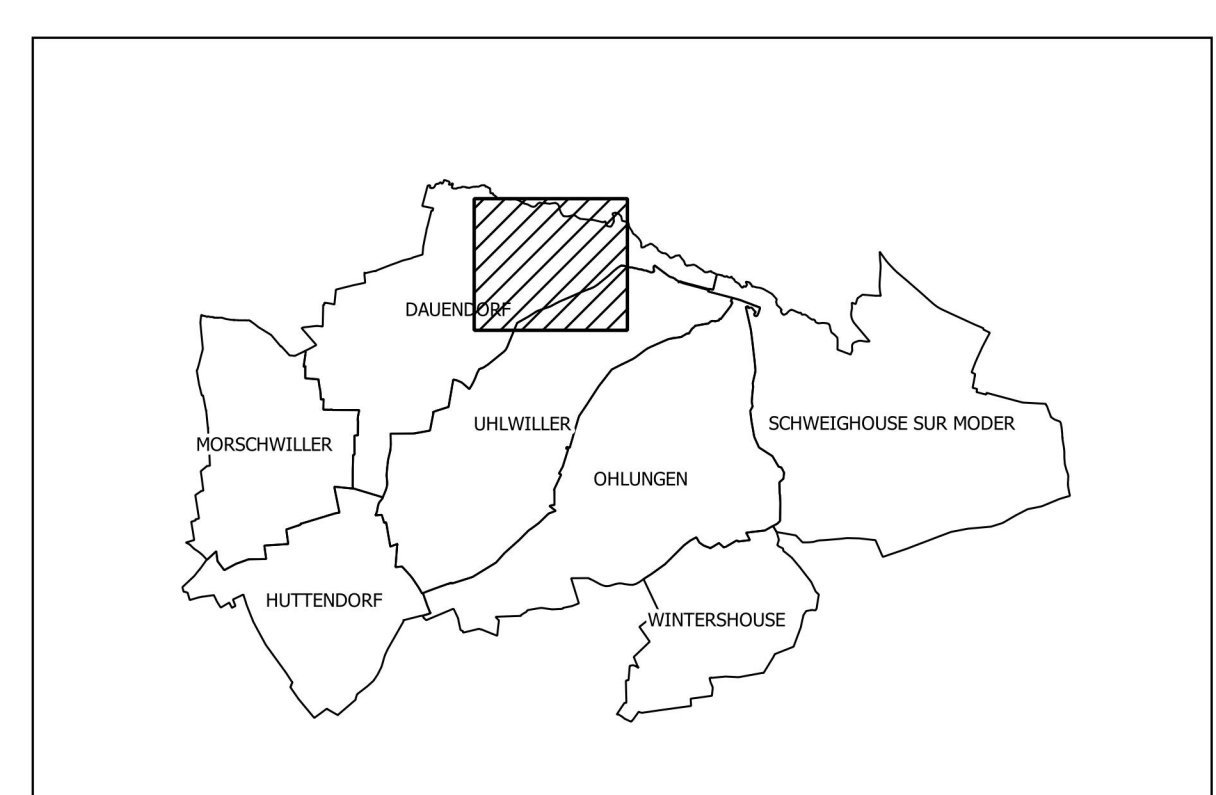 DAUENDORF
UHLWILLER
SCHWEIGHOUSE SUR MODER
MORSCHWILLER
OHLUNGEN
HUTTENDORF
WINTERSHOUSE